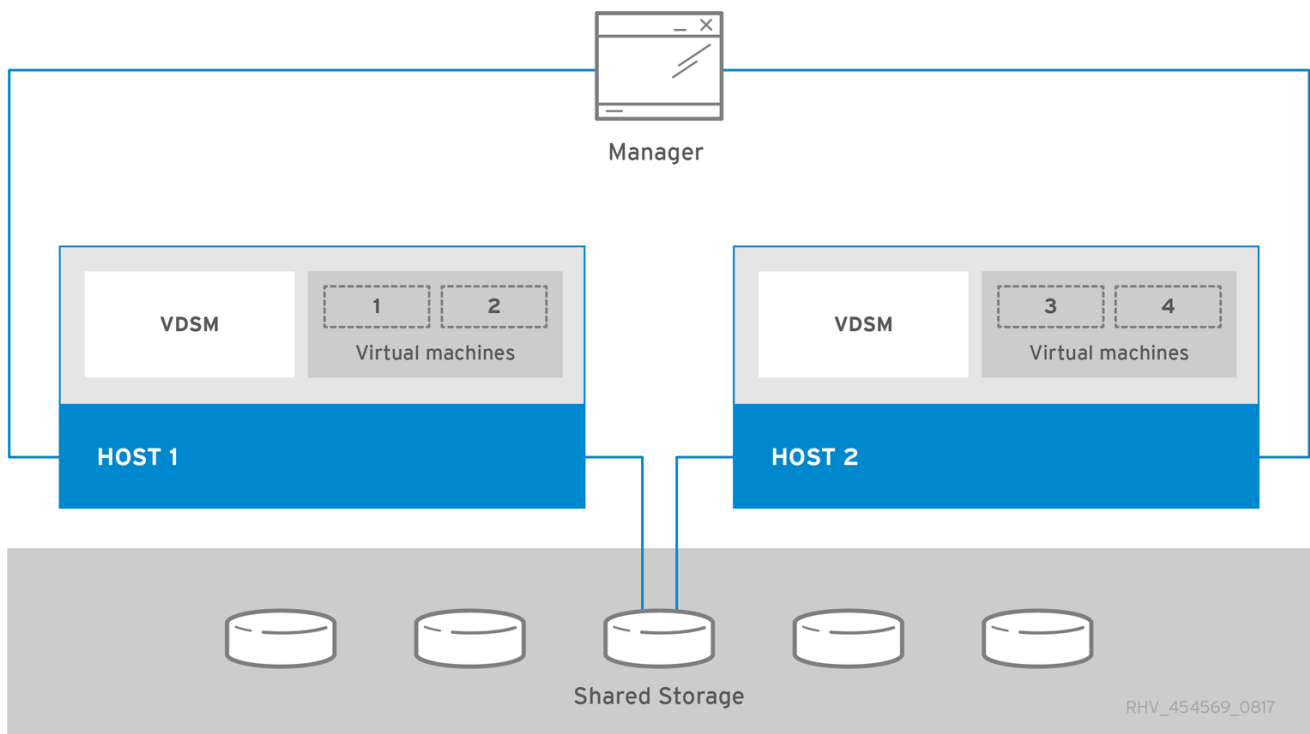 Manager
VDSM
1
2
Virtual machines
HOST 1
VDSM
3
4
Virtual machines
HOST 2
Shared Storage
RHV_454569_0817